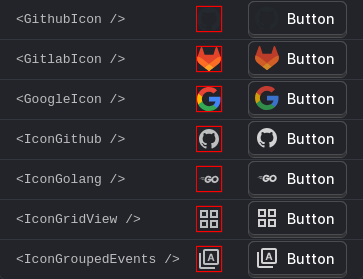 <GithubIcon /> Button
<GitlabIcon /> Button
<GoogleIcon /> Button
<IconGithub /> Button
<IconGolang /> GO GO Button
<IconGridView /> Button
<IconGroupedEvents /> A A Button